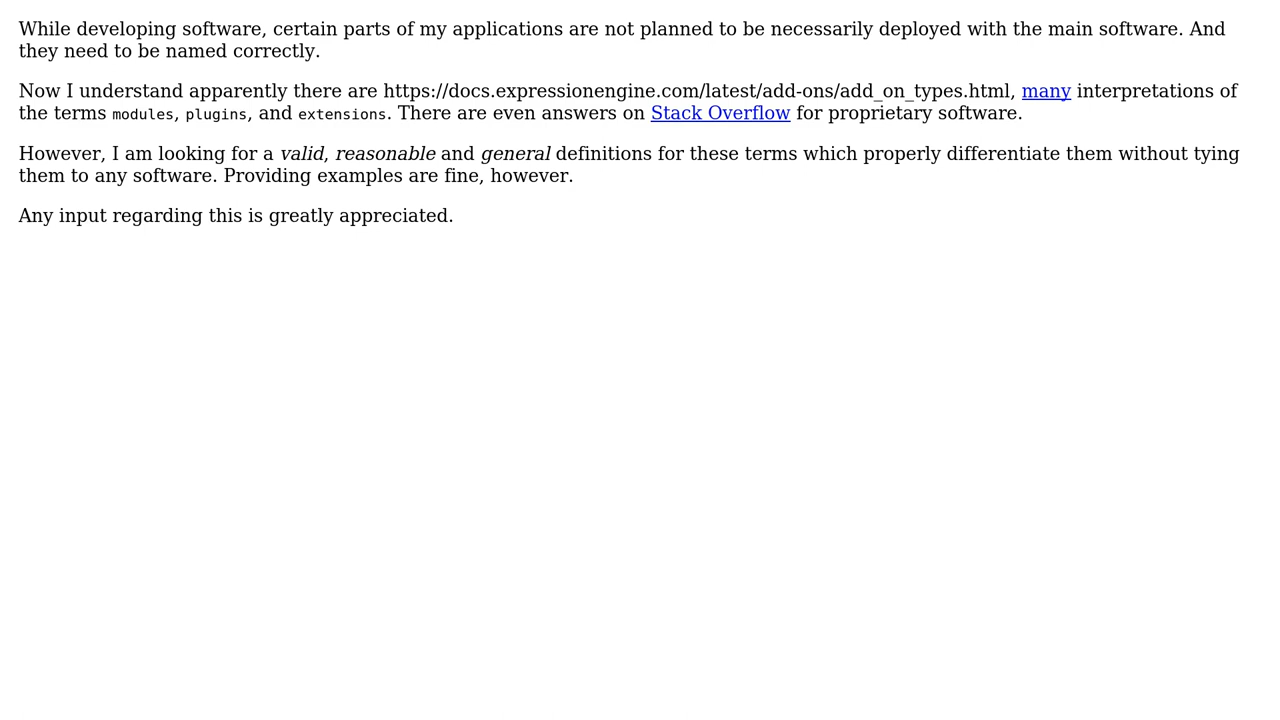 While developing software, certain parts of my applications are not planned to be necessarily deployed with the main software. And
they need to be named correctly.
Now I understand apparently there are https://docs.expressionengine.com/latest/add-ons/add_on_types.html, many interpretations of
the terms modules, plugins, and extensions. There are even answers on Stack Overflow for proprietary software.
However, I am looking for a valid, reasonable and general definitions for these terms which properly differentiate them without tying
them to any software. Providing examples are fine, however.
Any input regarding this is greatly appreciated.